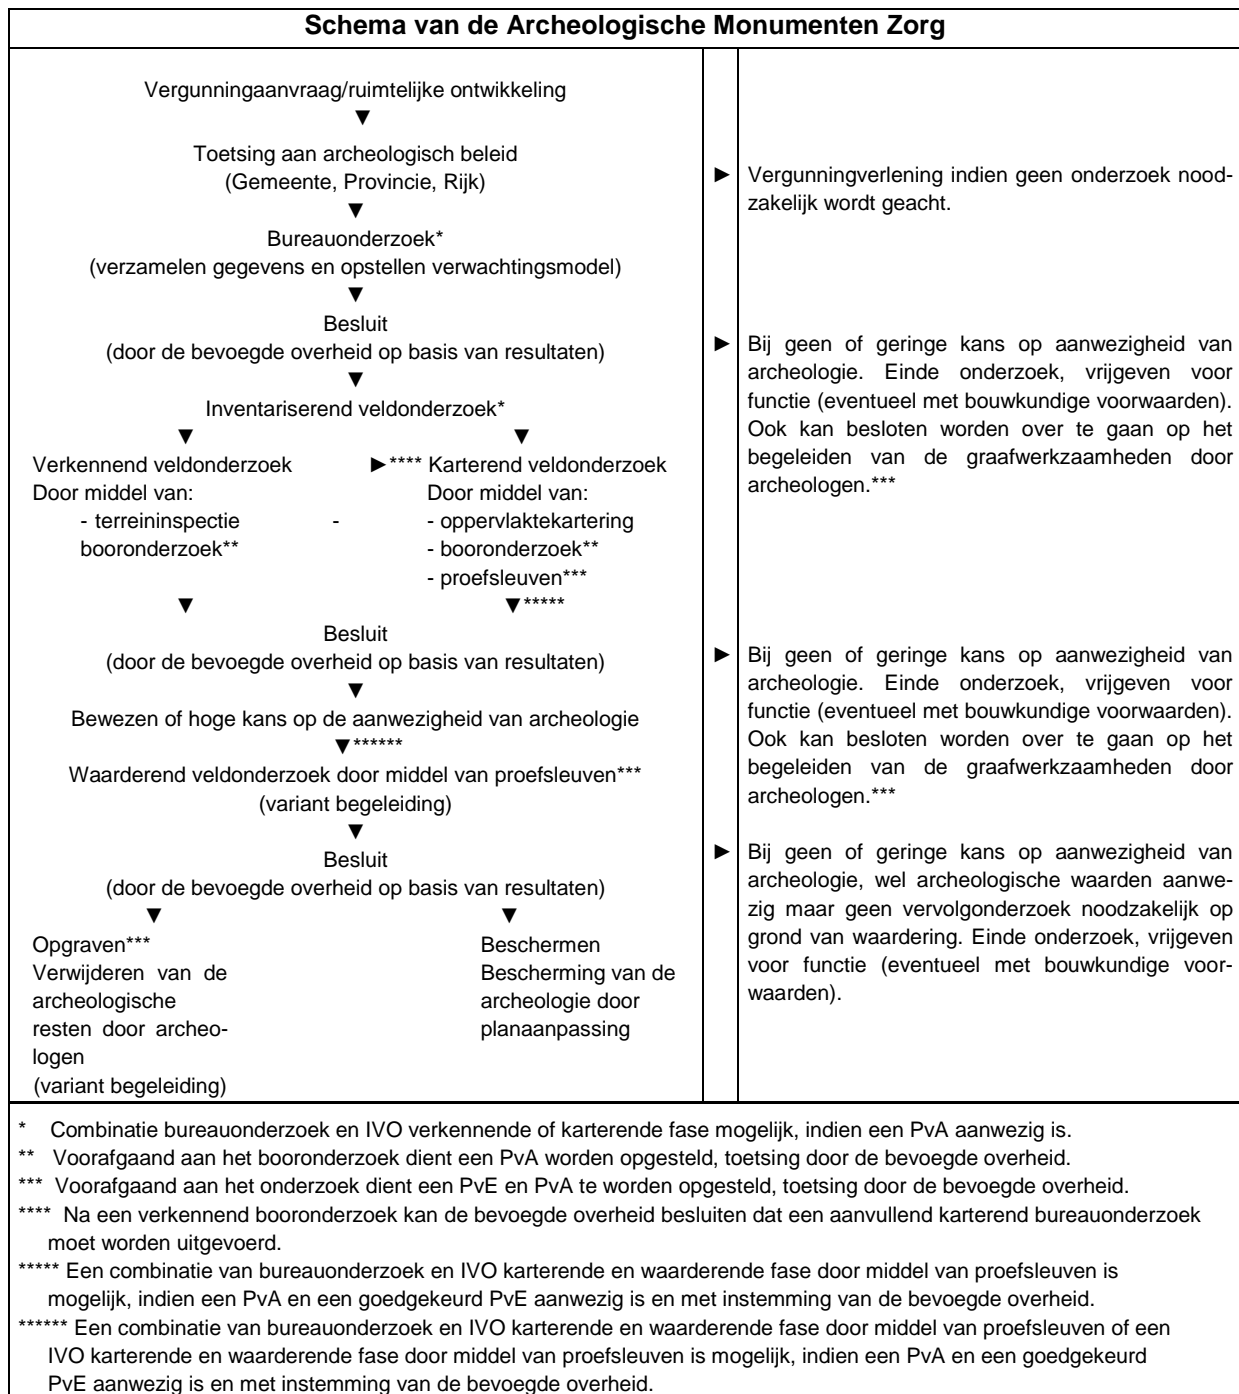 Schema van de Archeologische Monumenten Zorg
Vergunningaanvraag/ruimtelijke ontwikkeling
▼
Toetsing aan archeologisch beleid
(Gemeente, Provincie, Rijk)
▼
Bureauonderzoek*
(verzamelen gegevens en opstellen verwachtingsmodel)
▼
Besluit
(door de bevoegde overheid op basis van resultaten)
▼
Inventariserend veldonderzoek*
▼ ▼
Verkennend veldonderzoek ►**** Karterend veldonderzoek
Door middel van: Door middel van:
- terreininspectie - - oppervlaktekartering
booronderzoek** - booronderzoek**
- proefsleuven***
▼ ▼*****
Besluit
(door de bevoegde overheid op basis van resultaten)
▼
Bewezen of hoge kans op de aanwezigheid van archeologie
▼******
Waarderend veldonderzoek door middel van proefsleuven***
(variant begeleiding)
▼
Besluit
(door de bevoegde overheid op basis van resultaten)
▼ ▼
Opgraven***
Verwijderen van de
archeologische
resten door archeo-
logen
(variant begeleiding)
Beschermen
Bescherming van de
archeologie door
planaanpassing
► Vergunningverlening indien geen onderzoek nood-
zakelijk wordt geacht.
► Bij geen of geringe kans op aanwezigheid van
archeologie. Einde onderzoek, vrijgeven voor
functie (eventueel met bouwkundige voorwaarden).
Ook kan besloten worden over te gaan op het
begeleiden van de graafwerkzaamheden door
archeologen.***
► Bij geen of geringe kans op aanwezigheid van
archeologie. Einde onderzoek, vrijgeven voor
functie (eventueel met bouwkundige voorwaarden).
Ook kan besloten worden over te gaan op het
begeleiden van de graafwerkzaamheden door
archeologen.***
► Bij geen of geringe kans op aanwezigheid van
archeologie, wel archeologische waarden aanwe-
zig maar geen vervolgonderzoek noodzakelijk op
grond van waardering. Einde onderzoek, vrijgeven
voor functie (eventueel met bouwkundige voor-
waarden).
* Combinatie bureauonderzoek en IVO verkennende of karterende fase mogelijk, indien een PvA aanwezig is.
** Voorafgaand aan het booronderzoek dient een PvA worden opgesteld, toetsing door de bevoegde overheid.
*** Voorafgaand aan het onderzoek dient een PvE en PvA te worden opgesteld, toetsing door de bevoegde overheid.
**** Na een verkennend booronderzoek kan de bevoegde overheid besluiten dat een aanvullend karterend bureauonderzoek
moet worden uitgevoerd.
***** Een combinatie van bureauonderzoek en IVO karterende en waarderende fase door middel van proefsleuven is
mogelijk, indien een PvA en een goedgekeurd PvE aanwezig is en met instemming van de bevoegde overheid.
****** Een combinatie van bureauonderzoek en IVO karterende en waarderende fase door middel van proefsleuven of een
IVO karterende en waarderende fase door middel van proefsleuven is mogelijk, indien een PvA en een goedgekeurd
PvE aanwezig is en met instemming van de bevoegde overheid.